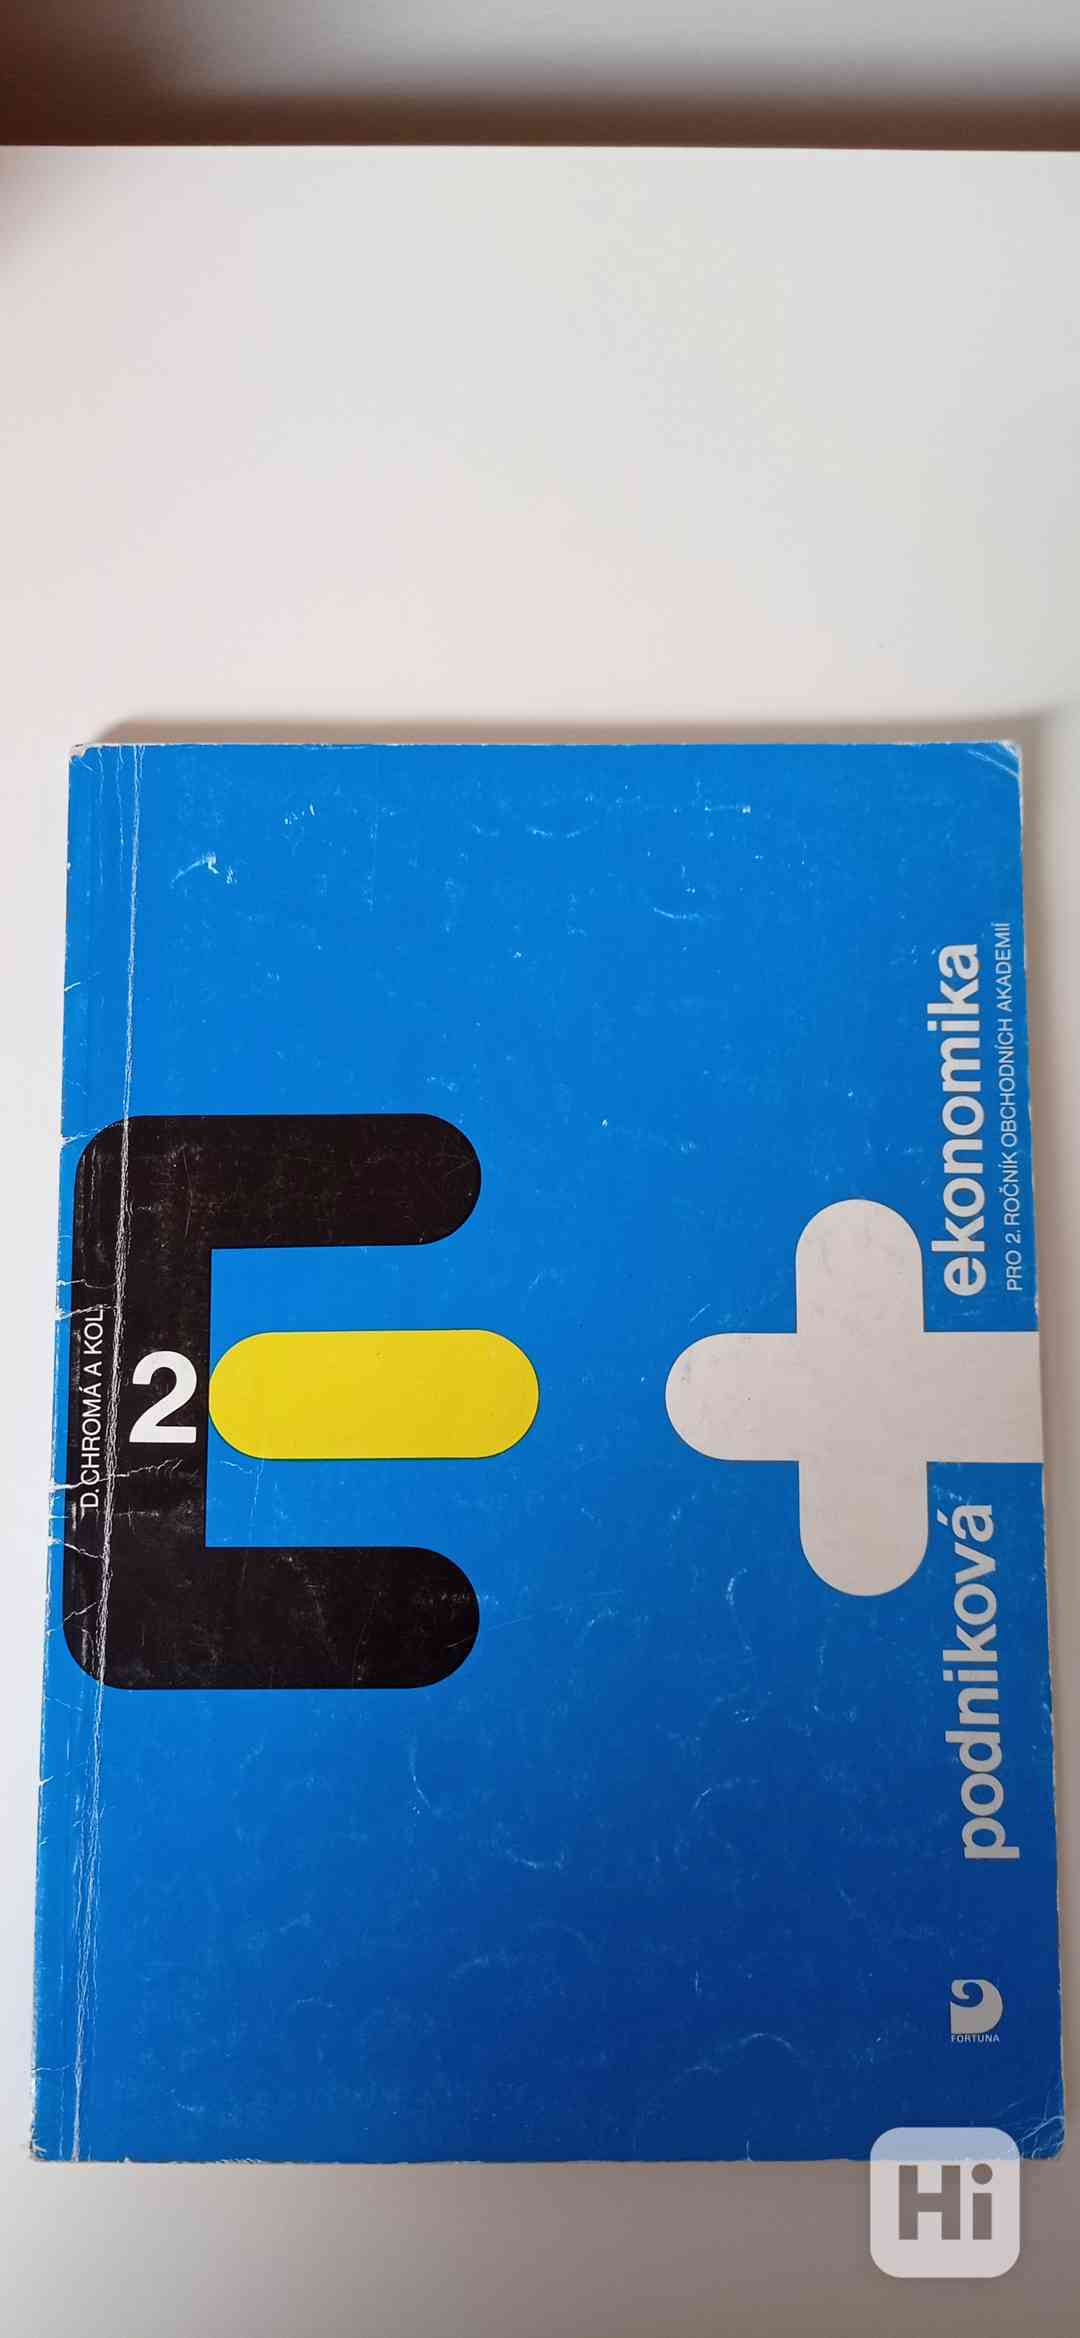 D. CHROMÁ A KOL.
2
podniková ekonomika
PRO 2. ROČNÍK OBCHODNÍCH AKADEMIÍ
FORTUNA
Hi